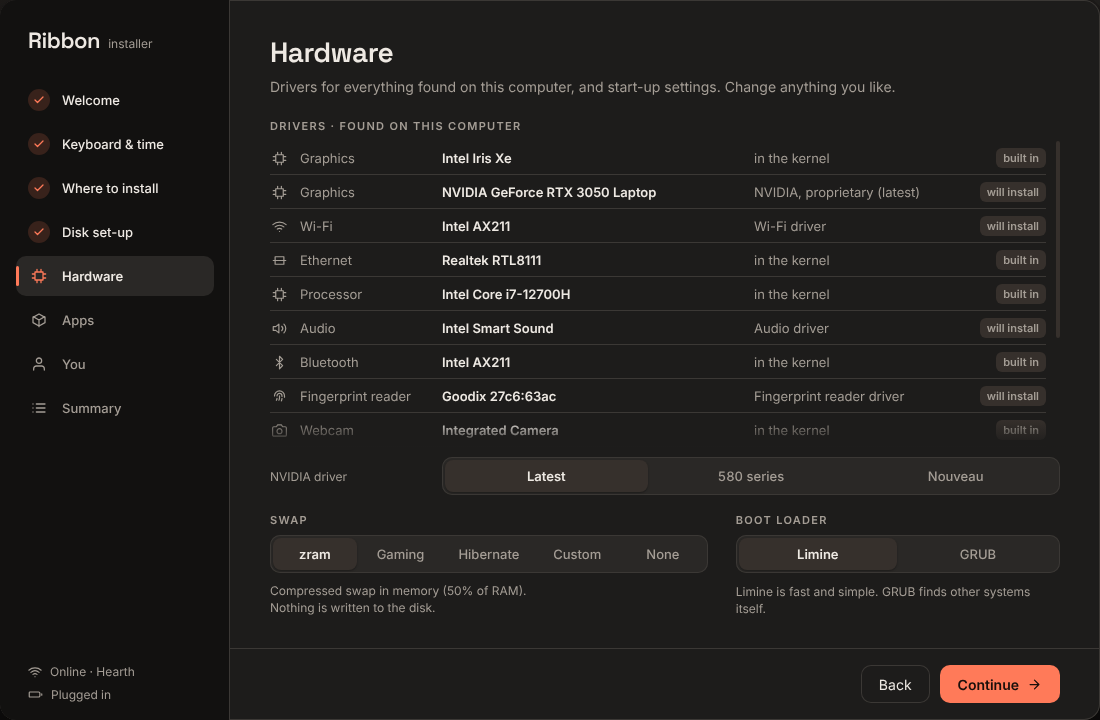 Ribbon installer
Welcome
Keyboard & time
Where to install
Disk set-up
Hardware
Apps
You
Summary
Online · Hearth
Plugged in
Hardware
Drivers for everything found on this computer, and start-up settings. Change anything you like.
DRIVERS · FOUND ON THIS COMPUTER
Graphics Intel Iris Xe in the kernel built in
Graphics NVIDIA GeForce RTX 3050 Laptop NVIDIA, proprietary (latest) will install
Wi-Fi Intel AX211 Wi-Fi driver will install
Ethernet Realtek RTL8111 in the kernel built in
Processor Intel Core i7-12700H in the kernel built in
Audio Intel Smart Sound Audio driver will install
Bluetooth Intel AX211 in the kernel built in
Fingerprint reader Goodix 27c6:63ac Fingerprint reader driver will install
Webcam Integrated Camera in the kernel built in
NVIDIA driver Latest 580 series Nouveau
SWAP
zram Gaming Hibernate Custom None
Compressed swap in memory (50% of RAM).
Nothing is written to the disk.
BOOT LOADER
Limine GRUB
Limine is fast and simple. GRUB finds other systems
itself.
Back Continue